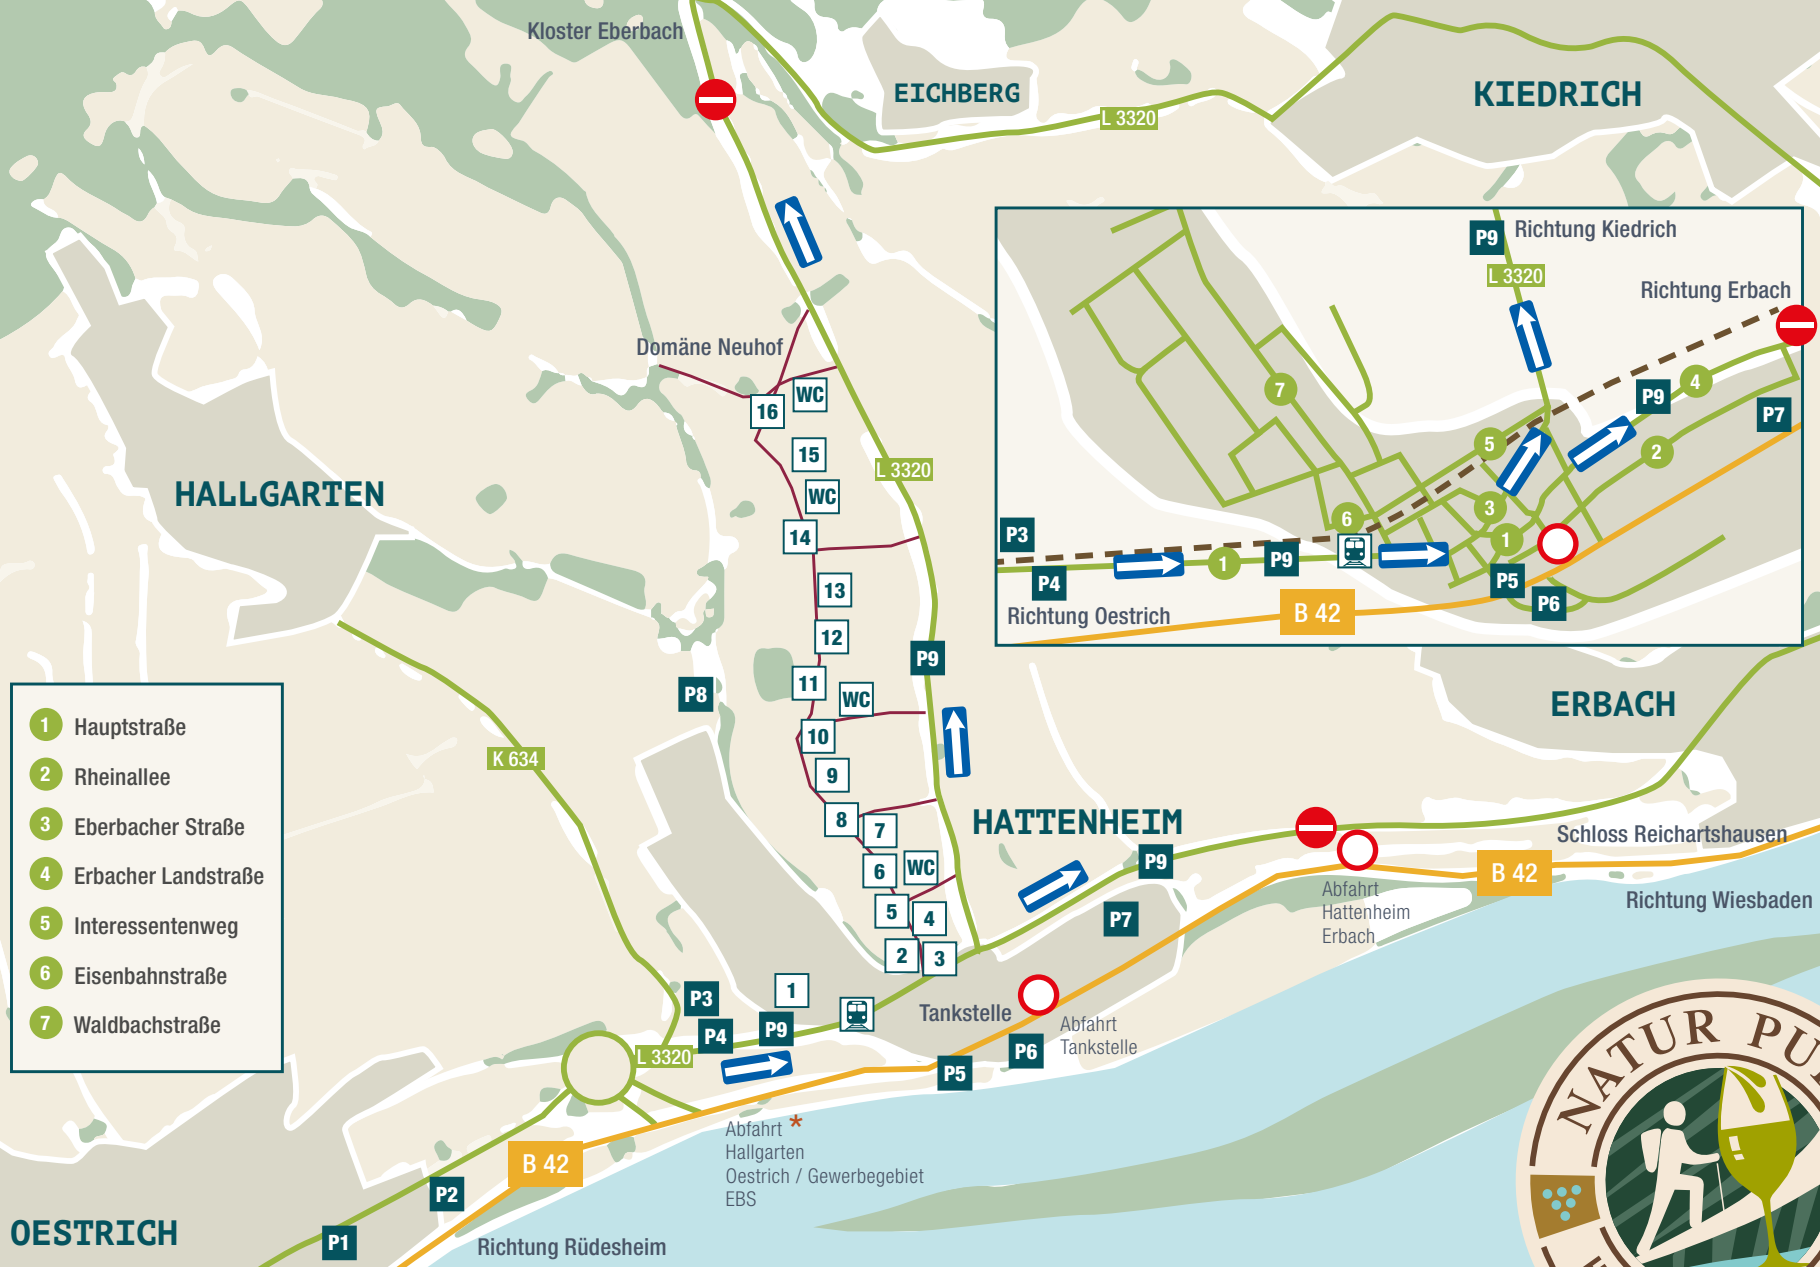 Kloster Eberbach
EICHBERG
KIEDRICH
L 3320
P9
Richtung Kiedrich
L 3320
Richtung Erbach
Domäne Neuhof
WC
16
15
L 3320
WC
14
HALLGARTEN
13
12
P9
11
WC
P8
10
9
8
7
6
WC
5
4
2
3
1
7
4
P9
P7
5
2
3
6
P3
1
1
P9
P4
P5
P6
Richtung Oestrich
B 42
ERBACH
1 Hauptstraße
2 Rheinallee
3 Eberbacher Straße
4 Erbacher Landstraße
5 Interessentenweg
6 Eisenbahnstraße
7 Waldbachstraße
K 634
HATTENHEIM
Schloss Reichartshausen
P9
B 42
Abfahrt
Hattenheim
Erbach
Richtung Wiesbaden
P7
P3
P4
P9
L 3320
Tankstelle
Abfahrt
Tankstelle
P6
P5
Abfahrt *
Hallgarten
Oestrich / Gewerbegebiet
EBS
B 42
P2
P1
OESTRICH
Richtung Rüdesheim
NATUR